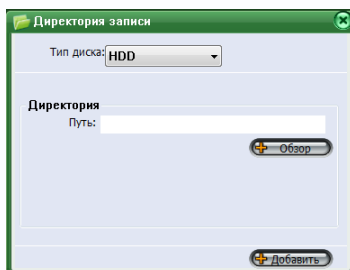 Директория записи
Тип диска: HDD
Директория
Путь:
Обзор
Добавить